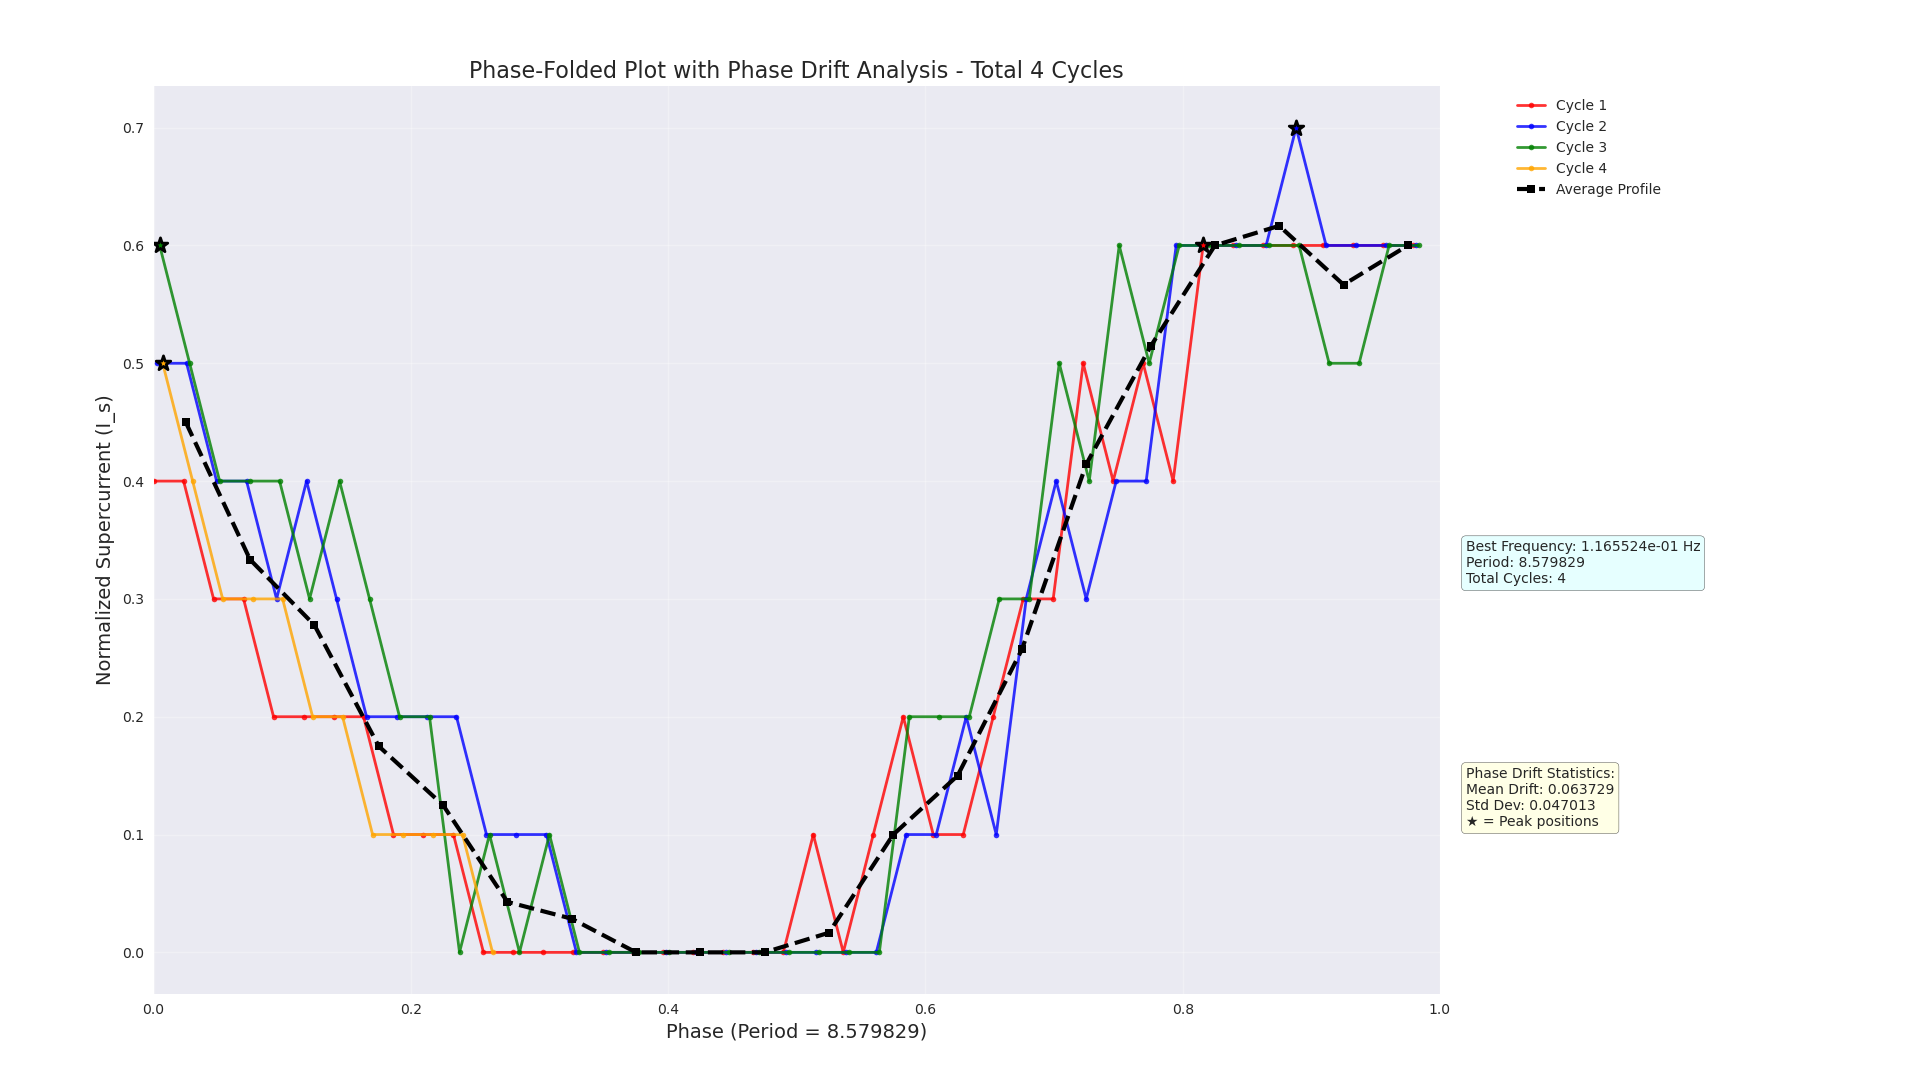 Phase-Folded Plot with Phase Drift Analysis - Total 4 Cycles
Normalized Supercurrent (I_s)
0.7
0.6
0.5
0.4
0.3
0.2
0.1
0.0
0.0 0.2 0.4 0.6 0.8 1.0
Phase (Period = 8.579829)
Cycle 1
Cycle 2
Cycle 3
Cycle 4
Average Profile
Best Frequency: 1.165524e-01 Hz
Period: 8.579829
Total Cycles: 4
Phase Drift Statistics:
Mean Drift: 0.063729
Std Dev: 0.047013
★ = Peak positions